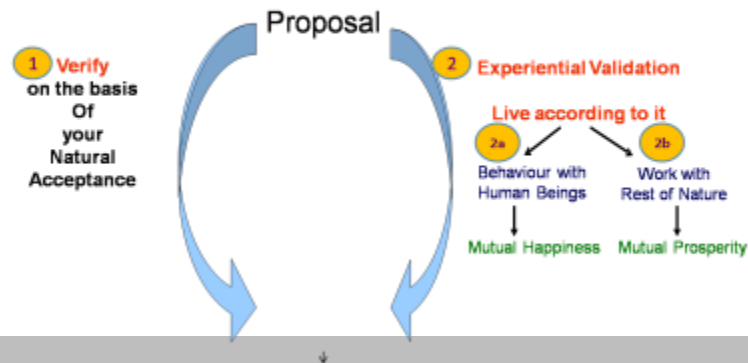 Proposal
1 Verify
on the basis
Of
your
Natural
Acceptance
2 Experiential Validation
Live according to it
2a
Behaviour with
Human Beings
Mutual Happiness
2b
Work with
Rest of Nature
Mutual Prosperity